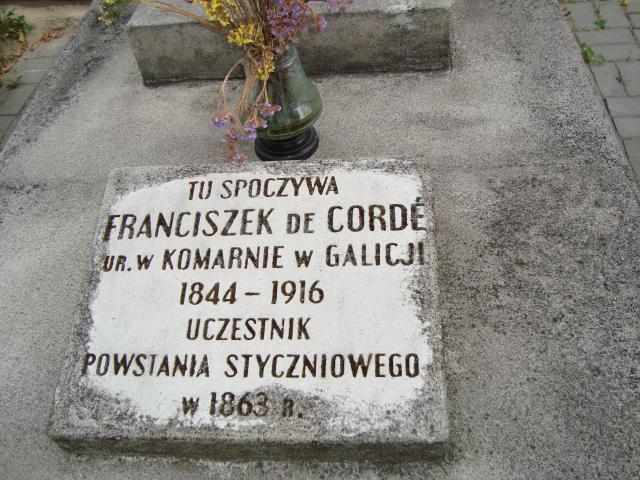 TU SPOCZYWA
FRANCISZEK DE CORDÉ
UR. W KOMARNIE W GALICJI
1844 - 1916
UCZESTNIK
POWSTANIA STYCZNIOWEGO
W 1863 R.